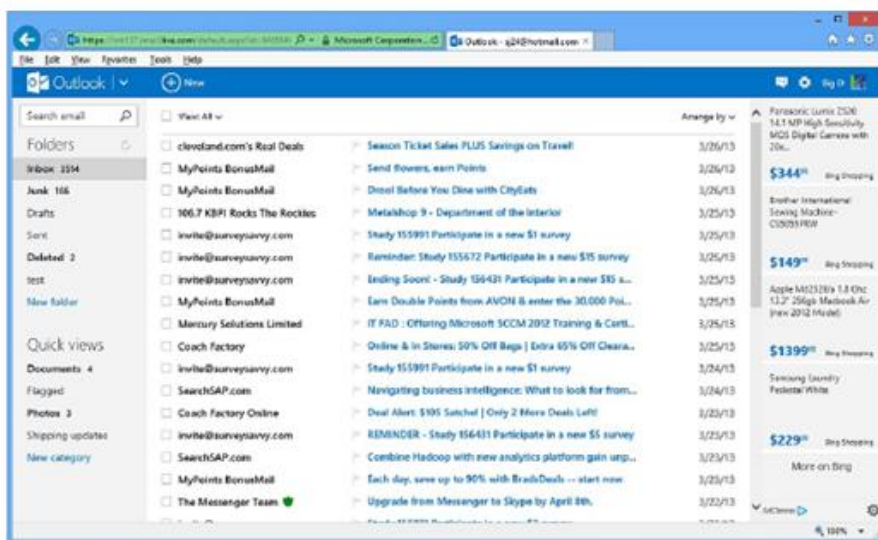 Microsoft Corporation...
Outlook -
File Edit View Favorites Tools Help
Outlook
New
Search email
View: All
Arrange by
Folders
Inbox 3514
Junk 166
Drafts
Sent
Deleted 2
test
New folder
Quick views
Documents 4
Flagged
Photos 3
Shipping updates
New category
cleveland.com's Real Deals Season Ticket Sales PLUS Savings on Travel! 3/26/13
MyPoints BonusMail Send flowers, earn Points 3/26/13
MyPoints BonusMail Drool Before You Dine with CityEats 3/26/13
106.7 KBPI Rocks The Rockies Metalshop 9 - Department of the Interior 3/25/13
invite@surveysavvy.com Study 155991 Participate in a new $1 survey 3/25/13
invite@surveysavvy.com Reminder: Study 155672 Participate in a new $15 survey 3/25/13
invite@surveysavvy.com Ending Soon! - Study 156431 Participate in a new $15 s... 3/25/13
MyPoints BonusMail Earn Double Points from AVON & enter the 30,000 Poi... 3/25/13
Mercury Solutions Limited IT FAD : Offering Microsoft SCCM 2012 Training & Certi... 3/25/13
Coach Factory Online & In Stores: 50% Off Bags | Extra 65% Off Cleara... 3/25/13
invite@surveysavvy.com Study 155991 Participate in a new $1 survey 3/24/13
SearchSAP.com Navigating business intelligence: What to look for from... 3/24/13
Coach Factory Online Deal Alert: $105 Satchel | Only 2 More Deals Left! 3/23/13
invite@surveysavvy.com REMINDER - Study 156431 Participate in a new $5 survey 3/23/13
SearchSAP.com Combine Hadoop with new analytics platform gain unp... 3/23/13
MyPoints BonusMail Each day, save up to 90% with BradsDeals -- start now 3/23/13
The Messenger Team Upgrade from Messenger to Skype by April 8th. 3/22/13
Panasonic Lumix
14.1 MP High Sensitivity
MOS Digital Camera with
20x...
$344 Bing Shopping
Brother International
Sewing Machine-
$149 Bing Shopping
Apple 1.8 Ghz
13.3" 256gb Macbook Air
(new 2012 Model)
$1399 Bing Shopping
Samsung Laundry
Pedestal White
$229 Bing Shopping
More on Bing
AdChoices
100%